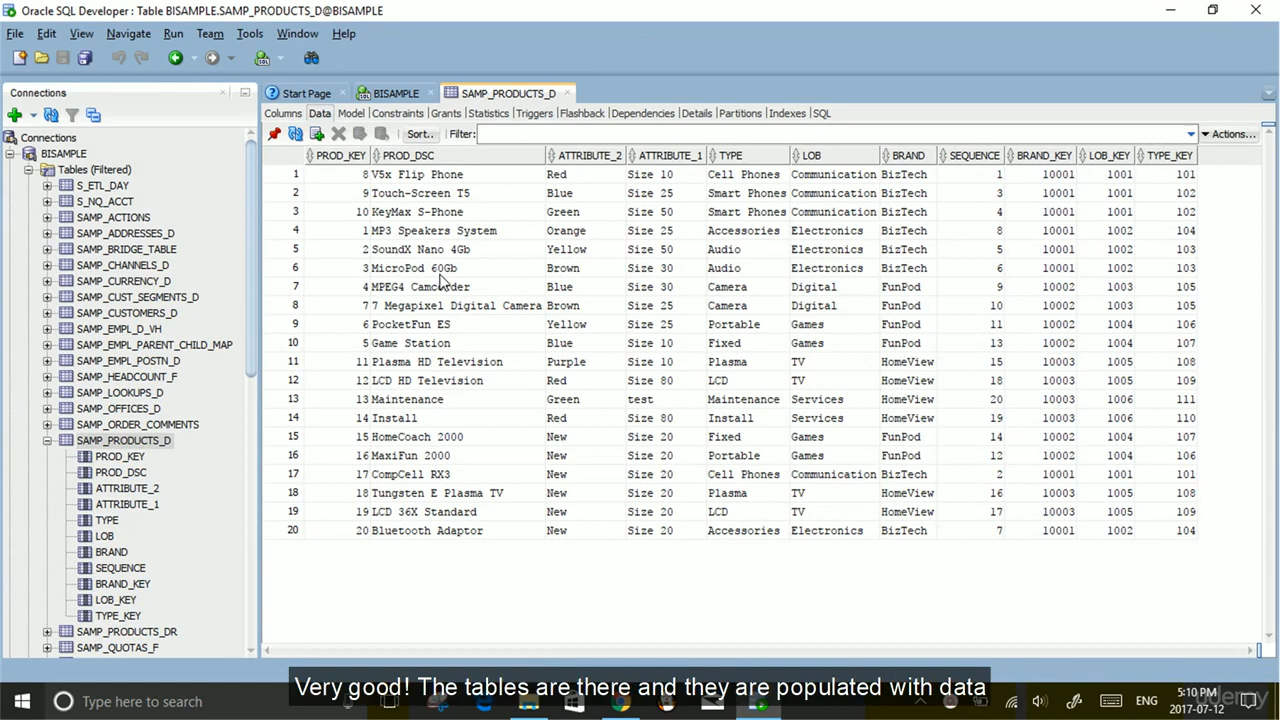 Oracle SQL Developer : Table BISAMPLE.SAMP_PRODUCTS_D@BISAMPLE
File Edit View Navigate Run Team Tools Window Help
Connections
Start Page BISAMPLE SAMP_PRODUCTS_D
Columns Data Model Constraints Grants Statistics Triggers Flashback Dependencies Details Partitions Indexes SQL
Sort.. Filter: Actions...
Connections
BISAMPLE
Tables (Filtered)
S_ETL_DAY
S_NQ_ACCT
SAMP_ACTIONS
SAMP_ADDRESSES_D
SAMP_BRIDGE_TABLE
SAMP_CHANNELS_D
SAMP_CURRENCY_D
SAMP_CUST_SEGMENTS_D
SAMP_CUSTOMERS_D
SAMP_EMPL_D_VH
SAMP_EMPL_PARENT_CHILD_MAP
SAMP_EMPL_POSTN_D
SAMP_HEADCOUNT_F
SAMP_LOOKUPS_D
SAMP_OFFICES_D
SAMP_ORDER_COMMENTS
SAMP_PRODUCTS_D
PROD_KEY
PROD_DSC
ATTRIBUTE_2
ATTRIBUTE_1
TYPE
LOB
BRAND
SEQUENCE
BRAND_KEY
LOB_KEY
TYPE_KEY
SAMP_PRODUCTS_DR
SAMP_QUOTAS_F
PROD_KEY PROD_DSC ATTRIBUTE_2 ATTRIBUTE_1 TYPE LOB BRAND SEQUENCE BRAND_KEY LOB_KEY TYPE_KEY
1 8 V5x Flip Phone Red Size 10 Cell Phones Communication BizTech 1 10001 1001 101
2 9 Touch-Screen T5 Blue Size 25 Smart Phones Communication BizTech 3 10001 1001 102
3 10 KeyMax S-Phone Green Size 50 Smart Phones Communication BizTech 4 10001 1001 102
4 1 MP3 Speakers System Orange Size 25 Accessories Electronics BizTech 8 10001 1002 104
5 2 SoundX Nano 4Gb Yellow Size 50 Audio Electronics BizTech 5 10001 1002 103
6 3 MicroPod 60Gb Brown Size 30 Audio Electronics BizTech 6 10001 1002 103
7 4 MPEG4 Camcorder Blue Size 30 Camera Digital FunPod 9 10002 1003 105
8 7 7 Megapixel Digital Camera Brown Size 25 Camera Digital FunPod 10 10002 1003 105
9 6 PocketFun ES Yellow Size 25 Portable Games FunPod 11 10002 1004 106
10 5 Game Station Blue Size 30 Fixed Games FunPod 13 10002 1004 107
11 11 Plasma HD Television Purple Size 10 Plasma TV HomeView 15 10003 1005 108
12 12 LCD HD Television Red Size 80 LCD TV HomeView 18 10003 1005 109
13 13 Maintenance Green test Maintenance Services HomeView 20 10003 1006 111
14 14 Install Red Size 80 Install Services HomeView 19 10003 1006 110
15 15 HomeCoach 2000 New Size 20 Fixed Games FunPod 14 10002 1004 107
16 16 MaxiFun 2000 New Size 20 Portable Games FunPod 12 10002 1004 106
17 17 CompCell RX3 New Size 20 Cell Phones Communication BizTech 2 10001 1001 101
18 18 Tungsten E Plasma TV New Size 20 Plasma TV HomeView 16 10003 1005 108
19 19 LCD 36X Standard New Size 20 LCD TV HomeView 17 10003 1005 109
20 20 Bluetooth Adaptor New Size 20 Accessories Electronics BizTech 7 10001 1002 104
Very good! The tables are there and they are populated with data
Type here to search
ENG
5:10 PM
2017-07-12
udemy